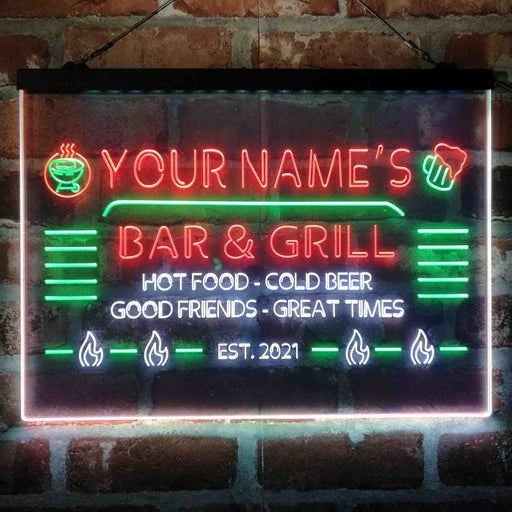 YOUR NAME'S
BAR & GRILL
HOT FOOD - COLD BEER
GOOD FRIENDS - GREAT TIMES
EST. 2021